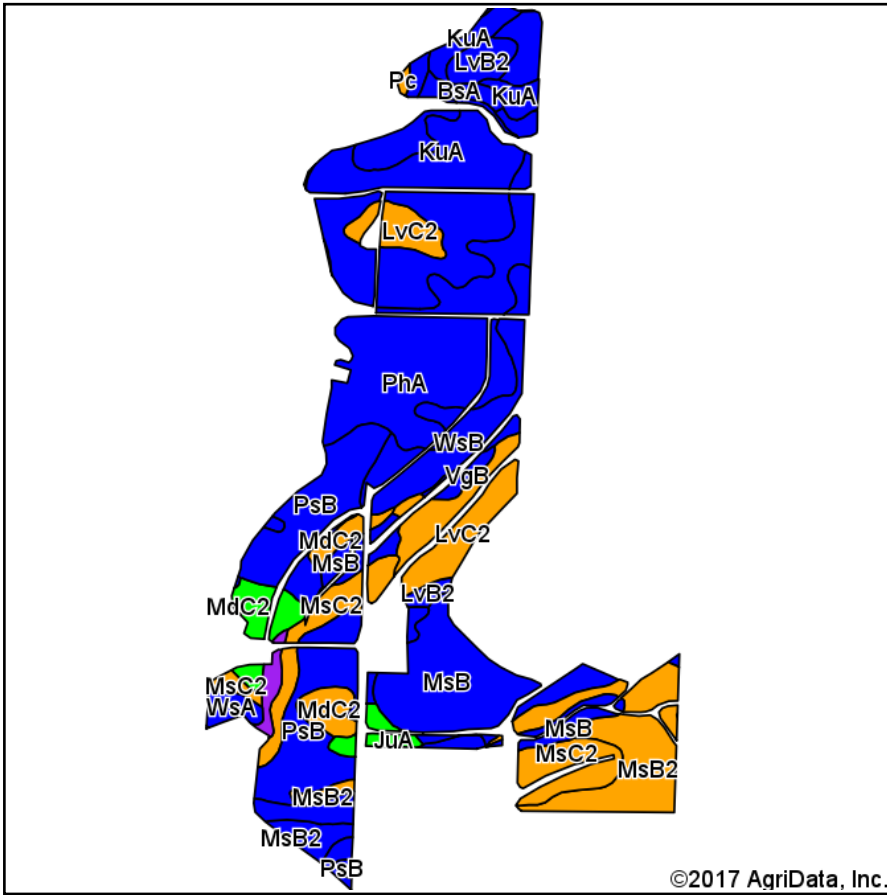 KuA
LvB2
Pc
BsA
KuA
KuA
LvC2
PhA
WsB
VgB
PsB
LvC2
MdC2
MsB
LvB2
MdC2
MsC2
MsB
MsC2
WsA
MdC2
PsB
MsB
JuA
MsC2
MsB2
MsB2
MsB2
PsB
©2017 AgriData, Inc.